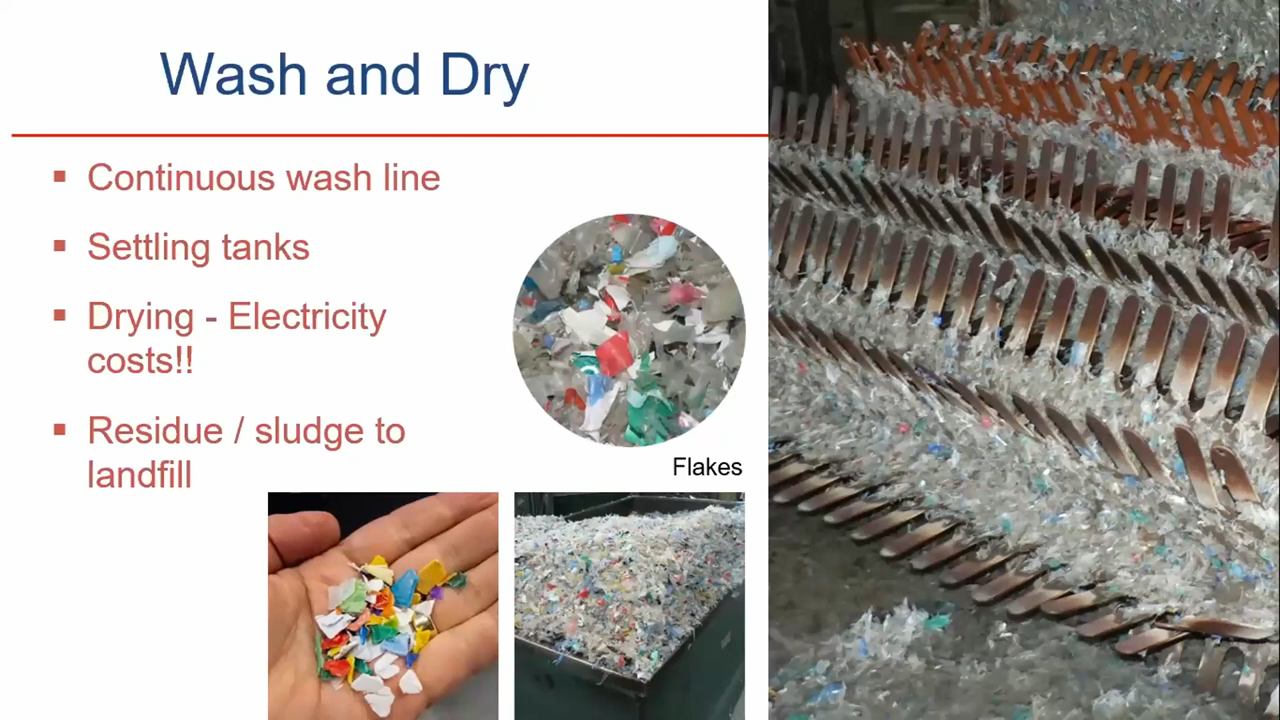 Wash and Dry
▪ Continuous wash line
▪ Settling tanks
▪ Drying - Electricity
costs!!
▪ Residue / sludge to
landfill
Flakes